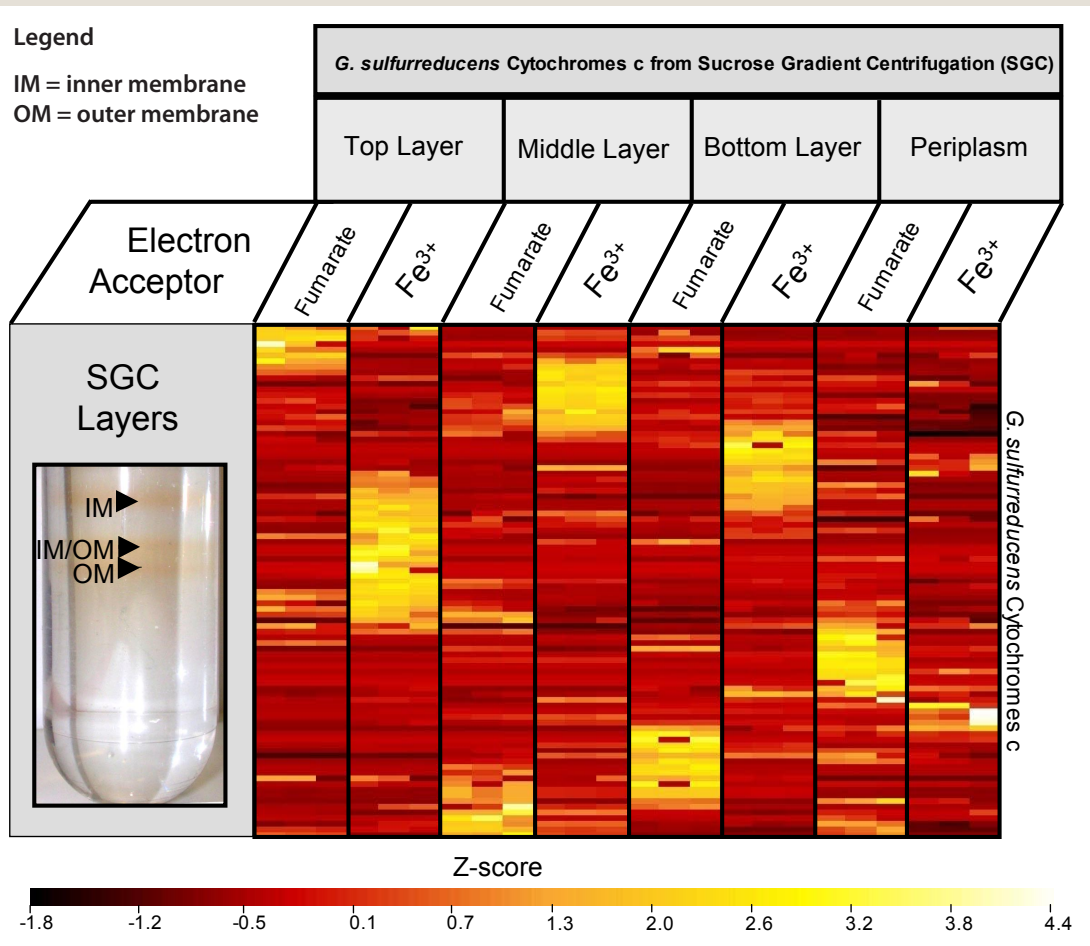 Legend
IM = inner membrane
OM = outer membrane
G. sulfurreducens Cytochromes c from Sucrose Gradient Centrifugation (SGC)
Top Layer
Middle Layer
Bottom Layer
Periplasm
Electron
Acceptor
Fumarate
Fe3+
Fumarate
Fe3+
Fumarate
Fe3+
Fumarate
Fe3+
SGC
Layers
IM
IM/OM
OM
G. sulfurreducens Cytochromes c
Z-score
-1.8 -1.2 -0.5 0.1 0.7 1.3 2.0 2.6 3.2 3.8 4.4